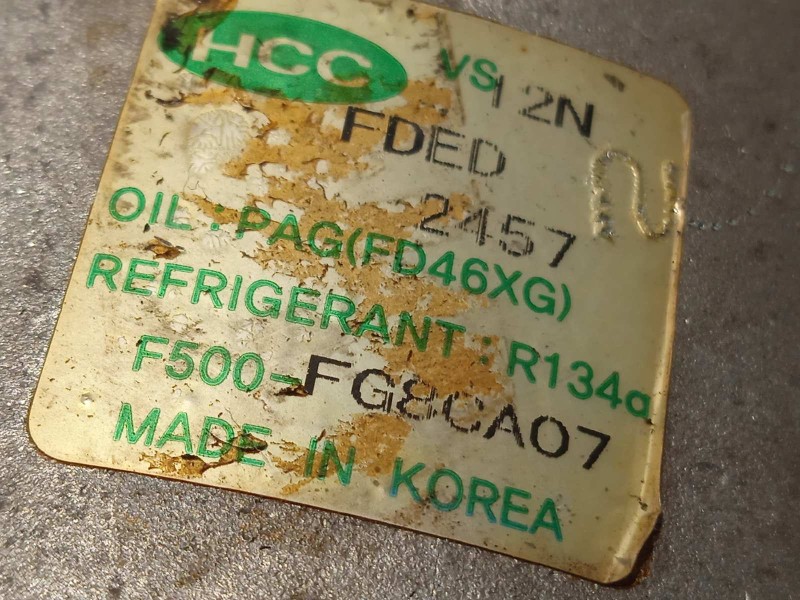 HCC VS12N
FDED
2457
OIL : PAG(FD46XG)
REFRIGERANT : R134a
F500-FG8CA07
MADE IN KOREA